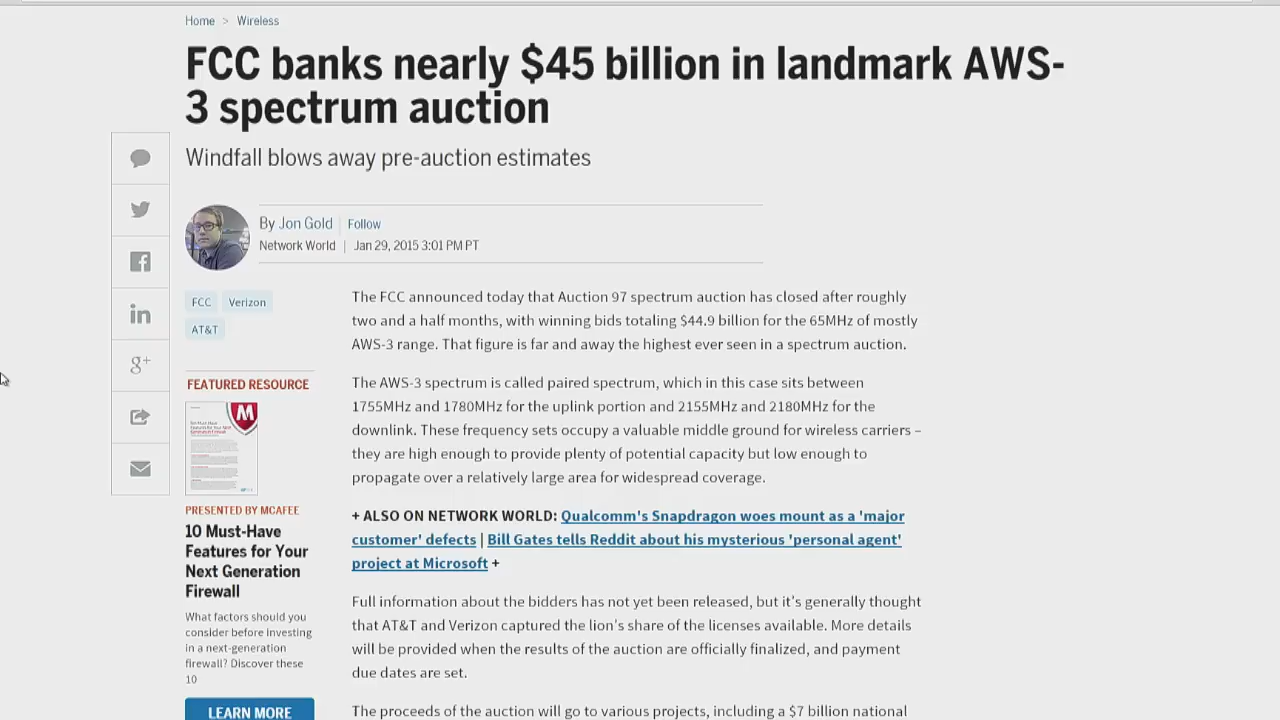 Home > Wireless
FCC banks nearly $45 billion in landmark AWS-
3 spectrum auction
Windfall blows away pre-auction estimates
By Jon Gold | Follow
Network World | Jan 29, 2015 3:01 PM PT
FCC Verizon
AT&T
FEATURED RESOURCE
PRESENTED BY MCAFEE
10 Must-Have
Features for Your
Next Generation
Firewall
What factors should you
consider before investing
in a next-generation
firewall? Discover these
10
LEARN MORE
The FCC announced today that Auction 97 spectrum auction has closed after roughly
two and a half months, with winning bids totaling $44.9 billion for the 65MHz of mostly
AWS-3 range. That figure is far and away the highest ever seen in a spectrum auction.
The AWS-3 spectrum is called paired spectrum, which in this case sits between
1755MHz and 1780MHz for the uplink portion and 2155MHz and 2180MHz for the
downlink. These frequency sets occupy a valuable middle ground for wireless carriers –
they are high enough to provide plenty of potential capacity but low enough to
propagate over a relatively large area for widespread coverage.
+ ALSO ON NETWORK WORLD: Qualcomm's Snapdragon woes mount as a 'major
customer' defects | Bill Gates tells Reddit about his mysterious 'personal agent'
project at Microsoft +
Full information about the bidders has not yet been released, but it's generally thought
that AT&T and Verizon captured the lion's share of the licenses available. More details
will be provided when the results of the auction are officially finalized, and payment
due dates are set.
The proceeds of the auction will go to various projects, including a $7 billion national